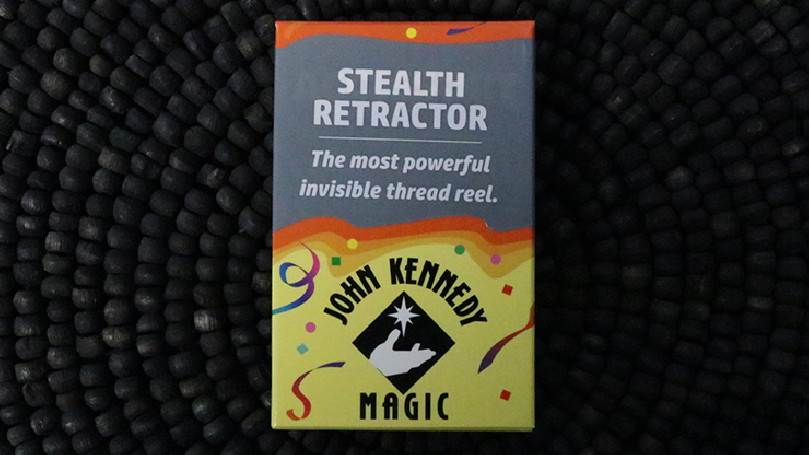 STEALTH
RETRACTOR
The most powerful
invisible thread reel.
JOHN KENNEDY
MAGIC